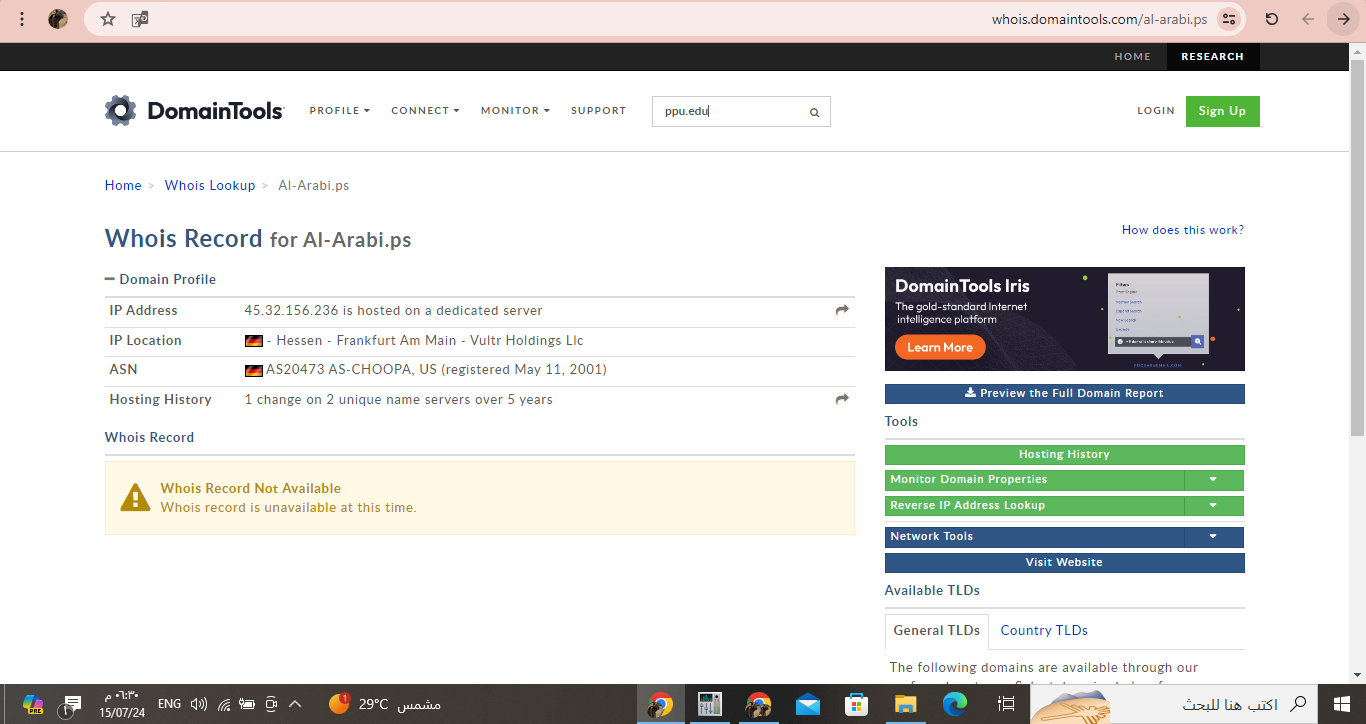 whois.domaintools.com/al-arabi.ps
HOME RESEARCH
DomainTools PROFILE CONNECT MONITOR SUPPORT ppu.edu LOGIN Sign Up
Home > Whois Lookup > Al-Arabi.ps
How does this work?
Whois Record for Al-Arabi.ps
Domain Profile
IP Address 45.32.156.236 is hosted on a dedicated server
IP Location - Hessen - Frankfurt Am Main - Vultr Holdings Llc
ASN AS20473 AS-CHOOPA, US (registered May 11, 2001)
Hosting History 1 change on 2 unique name servers over 5 years
Whois Record
Whois Record Not Available
Whois record is unavailable at this time.
DomainTools Iris
The gold-standard Internet
intelligence platform
Learn More
Preview the Full Domain Report
Tools
Hosting History
Monitor Domain Properties
Reverse IP Address Lookup
Network Tools
Visit Website
Available TLDs
General TLDs Country TLDs
The following domains are available through our
٠٦:٣٠ م
15/07/24
ENG
1
29°C مشمس
اكتب هنا للبحث